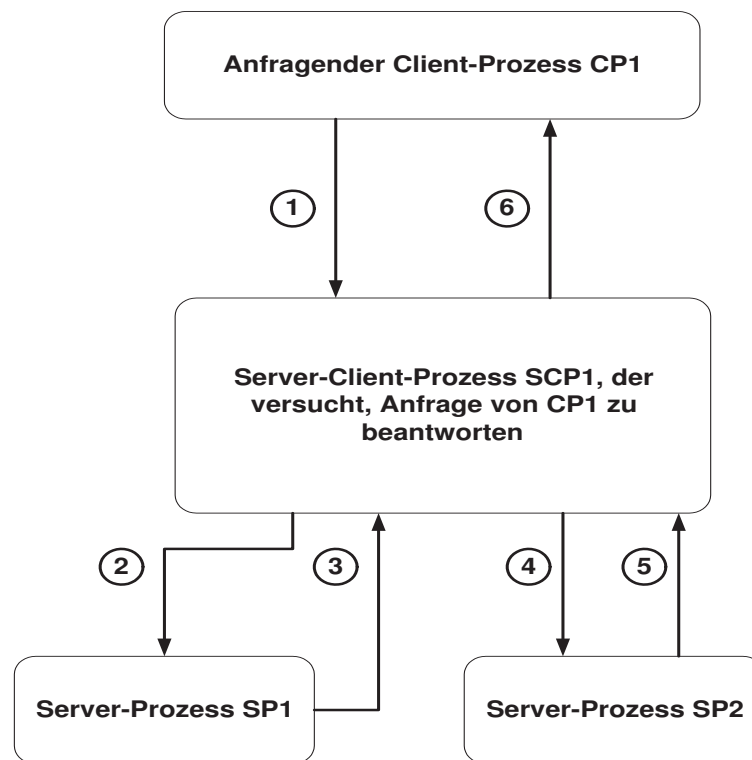 Anfragender Client-Prozess CP1
1
6
Server-Client-Prozess SCP1, der
versucht, Anfrage von CP1 zu
beantworten
2
3
4
5
Server-Prozess SP1
Server-Prozess SP2